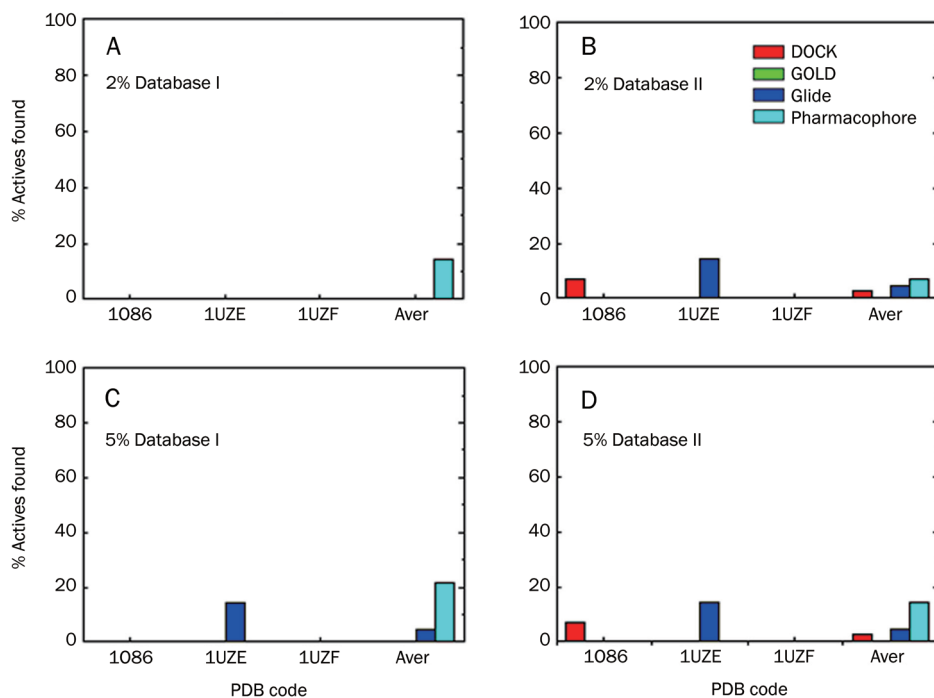 A
2% Database I
% Actives found
100
80
60
40
20
0
1O86
1UZE
1UZF
Aver
B
2% Database II
DOCK
GOLD
Glide
Pharmacophore
100
80
60
40
20
0
1O86
1UZE
1UZF
Aver
C
5% Database I
% Actives found
100
80
60
40
20
0
1O86
1UZE
1UZF
Aver
PDB code
D
5% Database II
100
80
60
40
20
0
1O86
1UZE
1UZF
Aver
PDB code